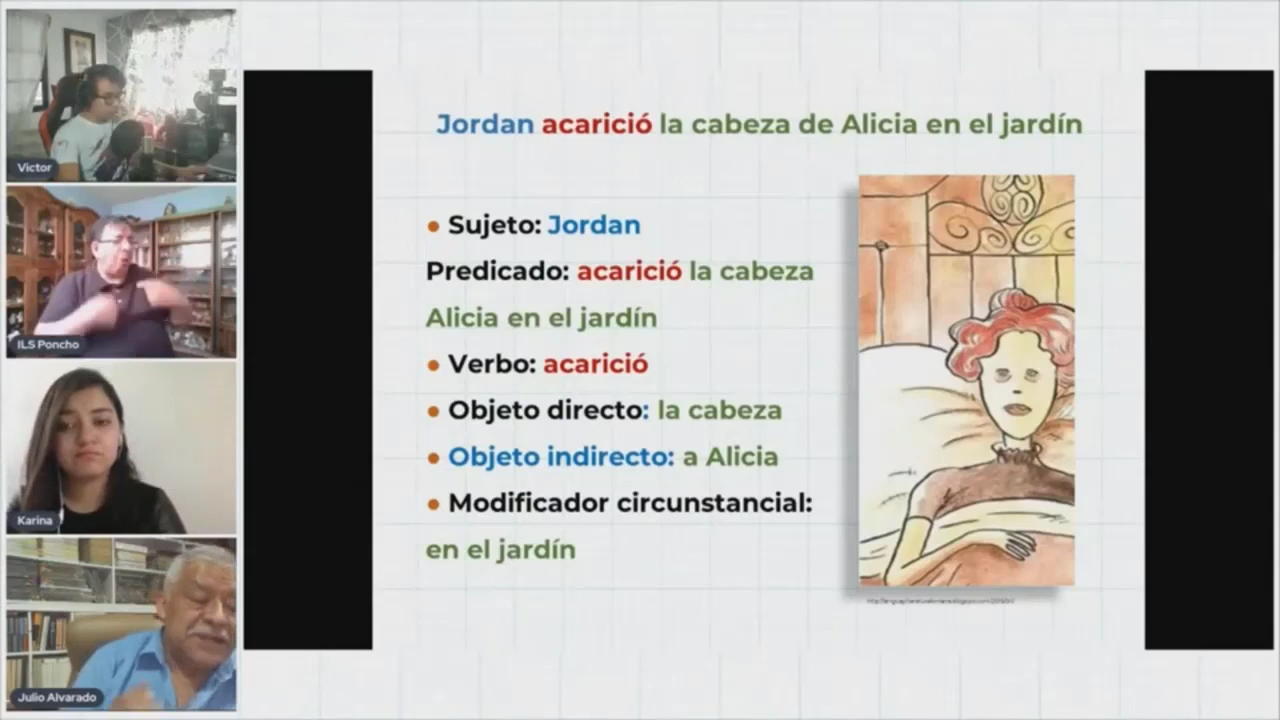 Victor
ILS Poncho
Karina
Julio Alvarado
Jordan acarició la cabeza de Alicia en el jardín
• Sujeto: Jordan
Predicado: acarició la cabeza
Alicia en el jardín
• Verbo: acarició
• Objeto directo: la cabeza
• Objeto indirecto: a Alicia
• Modificador circunstancial:
en el jardín